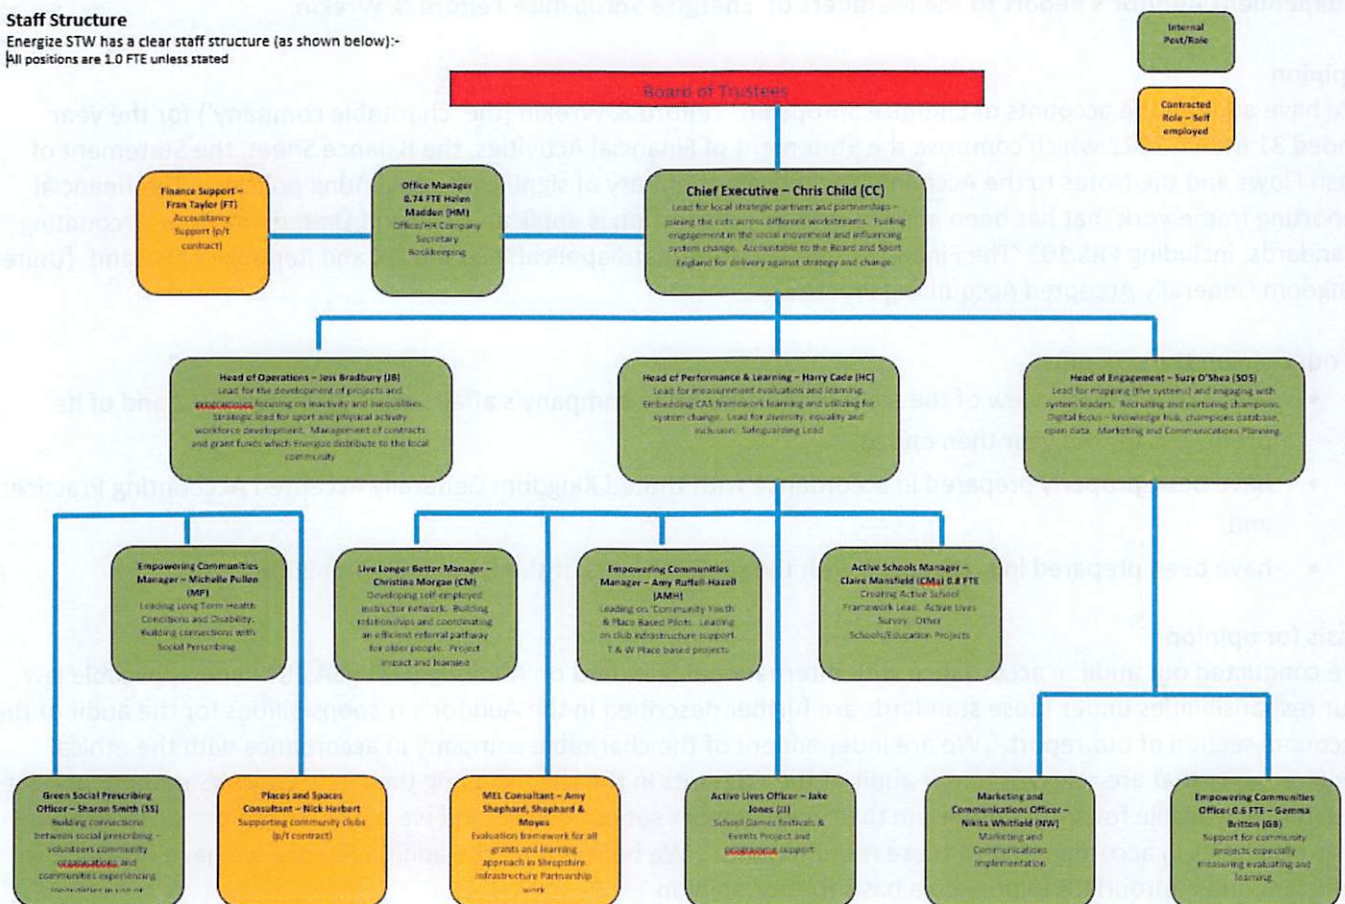 Staff Structure
Energize STW has a clear staff structure (as shown below):-
All positions are 1.0 FTE unless stated
Internal
Post/Role
Contracted
Role – Self
employed
Board of Trustees
Finance Support –
Fran Taylor (FT)
Accountancy
Support (p/t
contract)
Office Manager
0.74 FTE Helen
Madden (HM)
Office/HR Company
Secretary
Bookkeeping
Chief Executive – Chris Child (CC)
Lead for local strategic partners and partnerships –
joining the dots across different workstreams. Fueling
engagement in the social movement and influencing
system change. Accountable to the Board and Sport
England for delivery against strategy and change.
Head of Operations – Jess Bradbury (JB)
Lead for the development of projects and
programmes focusing on inactivity and inequalities.
Strategic lead for sport and physical activity
workforce development. Management of contracts
and grant funds which Energize distribute to the local
community
Head of Performance & Learning – Harry Cade (HC)
Lead for measurement evaluation and learning.
Embedding CAS framework learning and utilizing for
system change. Lead for diversity, equality and
inclusion. Safeguarding Lead
Head of Engagement – Suzy O'Shea (SOS)
Lead for mapping (the systems) and engaging with
system leaders. Recruiting and nurturing champions.
Digital focus – knowledge hub, champions database,
open data. Marketing and Communications Planning.
Empowering Communities
Manager – Michelle Pullen
(MP)
Leading Long Term Health
Conditions and Disability.
Building connections with
Social Prescribing.
Live Longer Better Manager –
Christina Morgan (CM)
Developing self-employed
instructor network. Building
relationships and coordinating
an efficient referral pathway
for older people. Project
impact and learning
Empowering Communities
Manager – Amy Ruffell-Hazell
(AMH)
Leading on 'Community Youth
& Place Based Pilots. Leading
on club infrastructure support
T & W Place based projects
Active Schools Manager –
Claire Mansfield (CMa) 0.8 FTE
Creating Active School
Framework Lead. Active Lives
Survey. Other
Schools/Education Projects
Green Social Prescribing
Officer – Sharon Smith (SS)
Building connections
between social prescribing –
volunteers community
organisations and
communities experiencing
inequalities in use of
Places and Spaces
Consultant – Nick Herbert
Supporting community clubs
(p/t contract)
MEL Consultant – Amy
Shephard, Shephard &
Moyes
Evaluation framework for all
grants and learning
approach in Shropshire
Infrastructure Partnership
work
Active Lives Officer – Jake
Jones (JJ)
School Games festivals &
Events Project and
programme support
Marketing and
Communications Officer –
Nikita Whitfield (NW)
Marketing and
Communications
Implementation
Empowering Communities
Officer 0.6 FTE – Gemma
Britton (GB)
Support for community
projects especially
measuring evaluating and
learning.